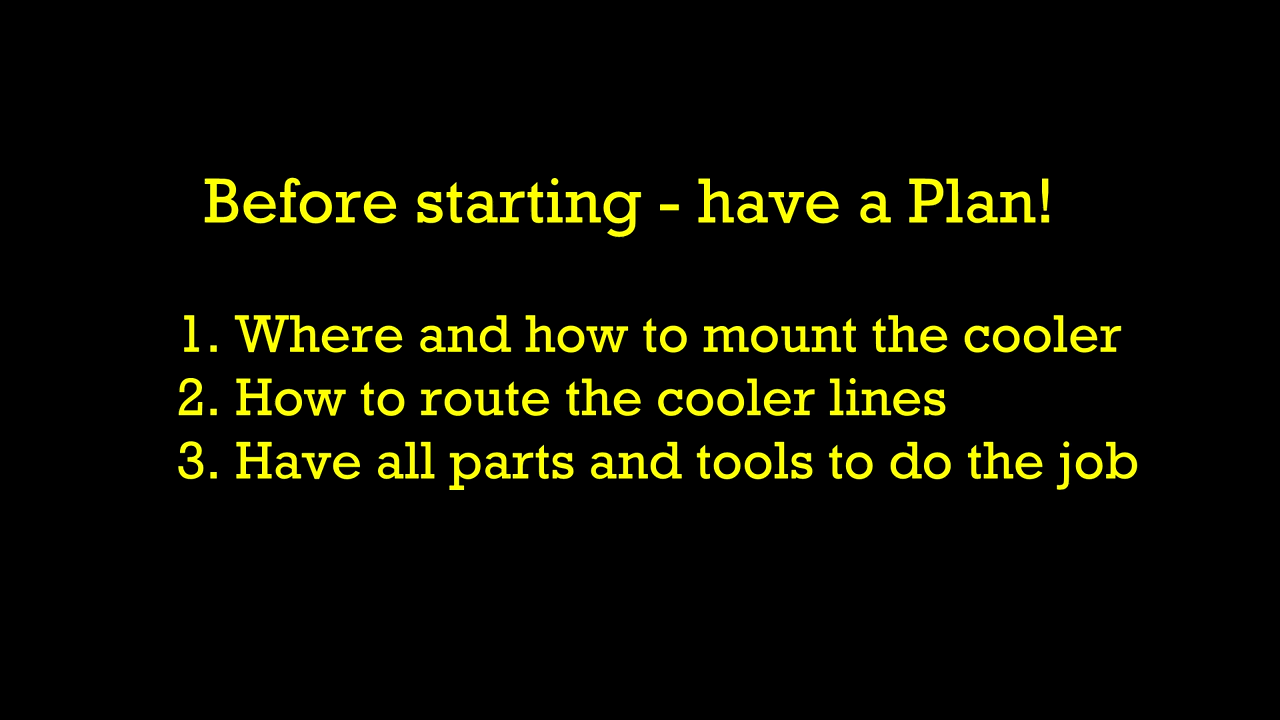 Before starting - have a Plan!
1. Where and how to mount the cooler
2. How to route the cooler lines
3. Have all parts and tools to do the job